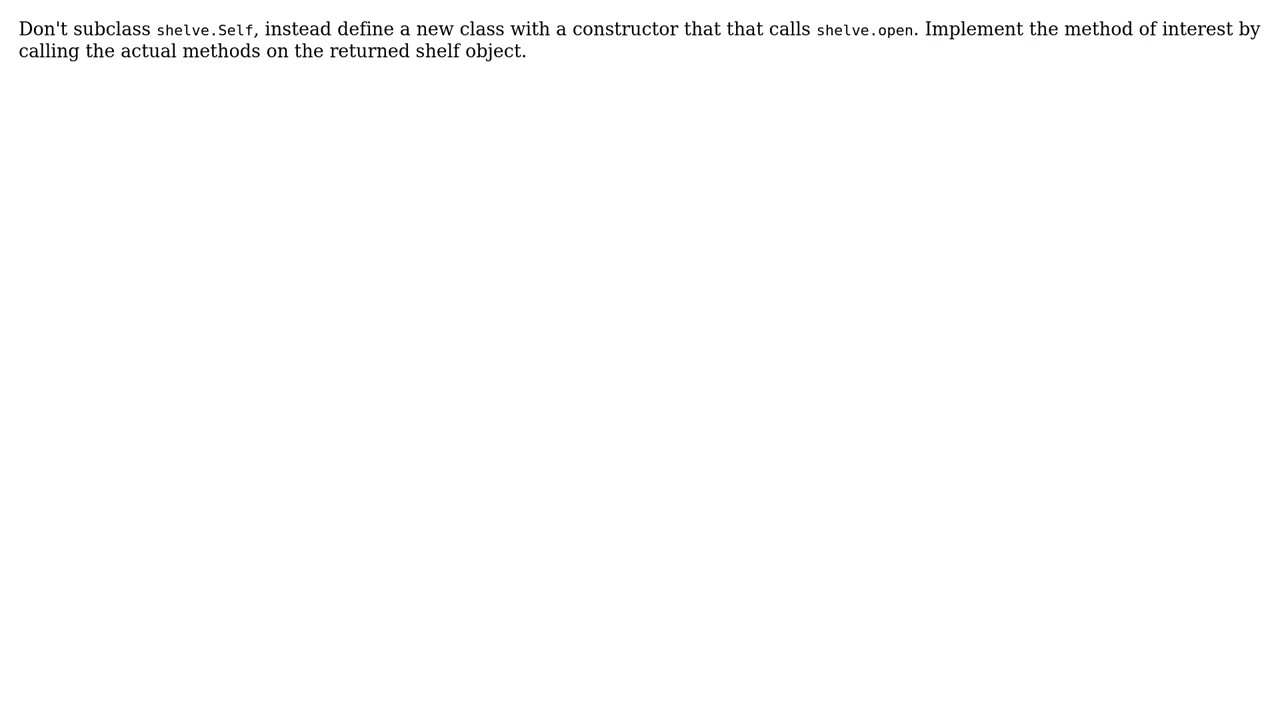 Don't subclass shelve.Self, instead define a new class with a constructor that that calls shelve.open. Implement the method of interest by
calling the actual methods on the returned shelf object.